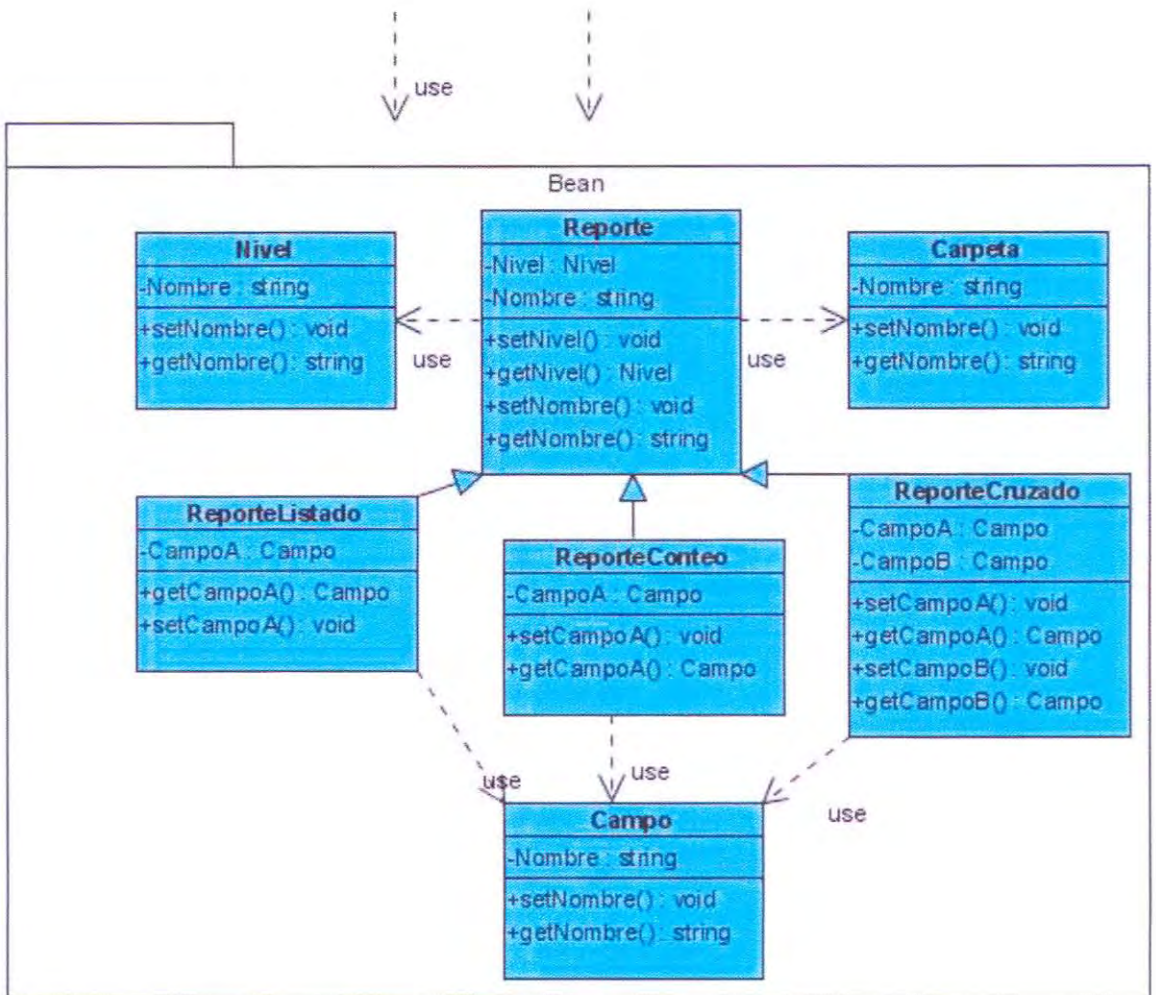 use
Bean
Nivel
-Nombre : string
+setNombre() : void
+getNombre() : string
Reporte
-Nivel : Nivel
-Nombre : string
+setNivel() : void
+getNivel() : Nivel
+setNombre() : void
+getNombre() : string
Carpeta
-Nombre : string
+setNombre() : void
+getNombre() : string
use
use
ReporteListado
-CampoA : Campo
+getCampoA() : Campo
+setCampoA() : void
ReporteConteo
-CampoA : Campo
+setCampoA() : void
+getCampoA() : Campo
ReporteCruzado
-CampoA : Campo
-CampoB : Campo
+setCampoA() : void
+getCampoA() : Campo
+setCampoB() : void
+getCampoB() : Campo
use
use
use
Campo
-Nombre : string
+setNombre() : void
+getNombre() : string